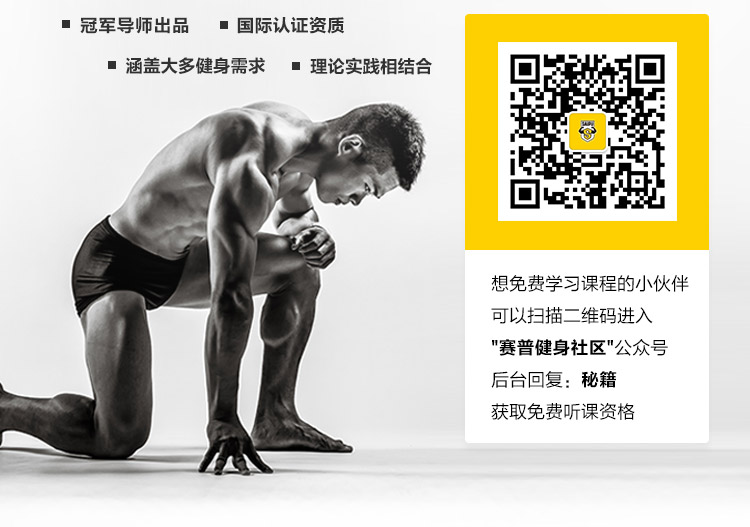 ■ 冠军导师出品 ■ 国际认证资质
■ 涵盖大多健身需求 ■ 理论实践相结合
SAIPU
想免费学习课程的小伙伴
可以扫描二维码进入
"赛普健身社区"公众号
后台回复：秘籍
获取免费听课资格